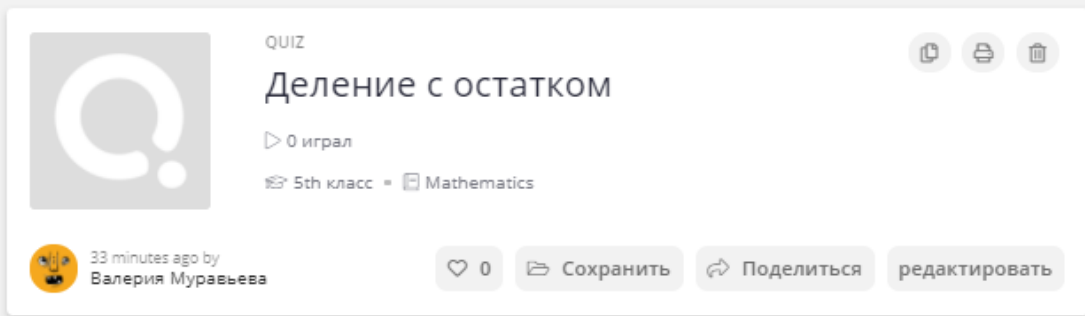 QUIZ
Деление с остатком
0 играл
5th класс Mathematics
33 minutes ago by
Валерия Муравьева
0 Сохранить Поделиться редактировать